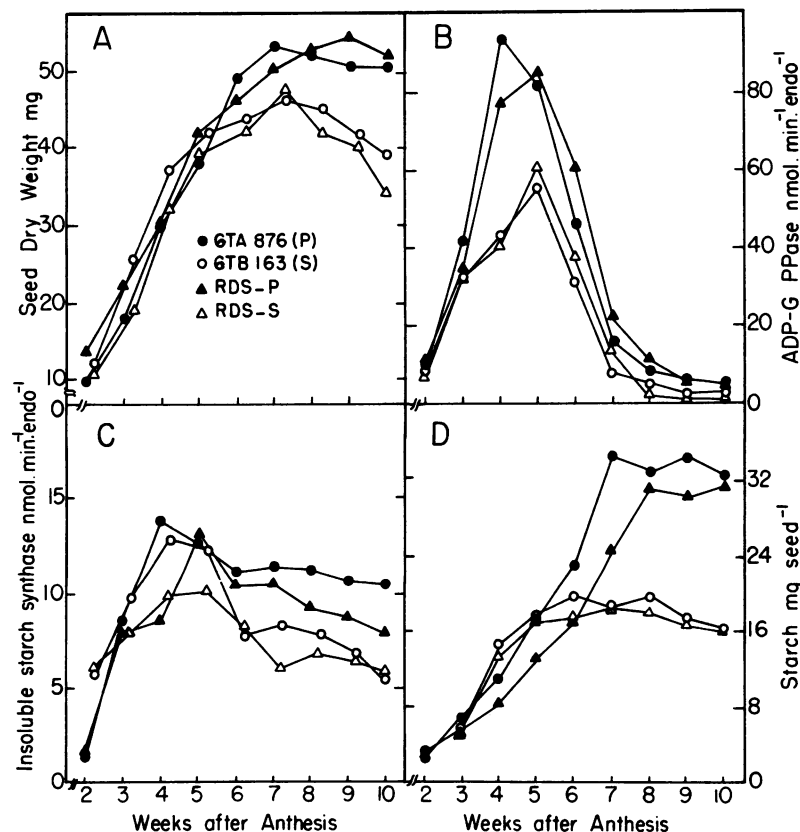 A
Seed Dry Weight mg
50
40
30
20
10
0
GTA 876 (P)
GTB 163 (S)
RDS-P
RDS-S
B
ADP-G PPase nmol.min⁻¹.endo⁻¹
80
60
40
20
0
C
Insoluble starch synthase nmol.min⁻¹.endo⁻¹
15
10
5
0
2 3 4 5 6 7 8 9 10
Weeks after Anthesis
D
Starch mg seed⁻¹
32
24
16
8
0
2 3 4 5 6 7 8 9 10
Weeks after Anthesis